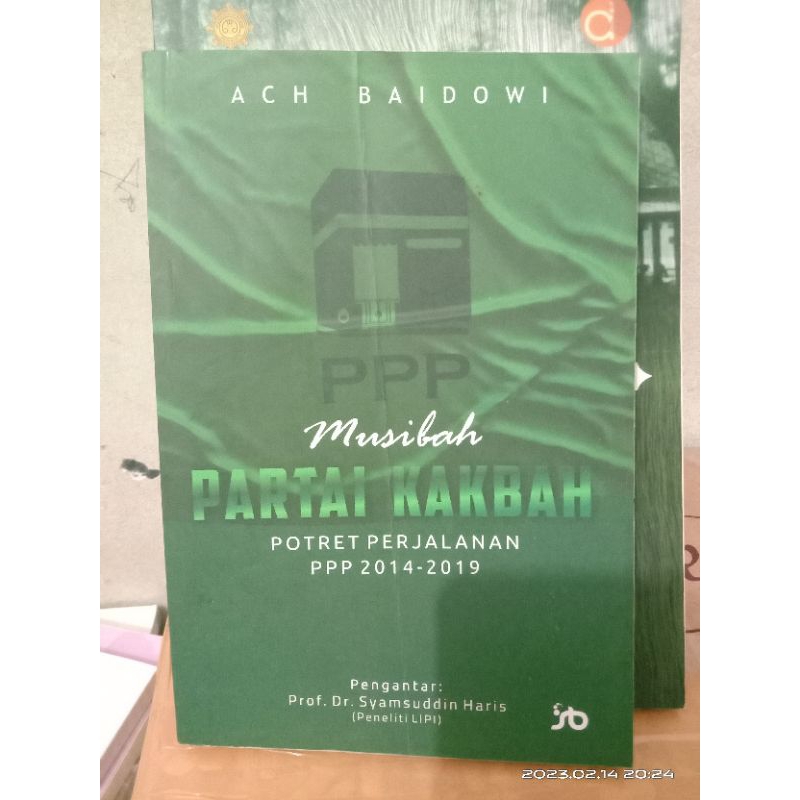 ACH BAIDOWI
PPP
Musibah
PARTAI KAKBAH
POTRET PERJALANAN
PPP 2014-2019
Pengantar:
Prof. Dr. Syamsuddin Haris
(Peneliti LIPI)
2023.02.14 20:24